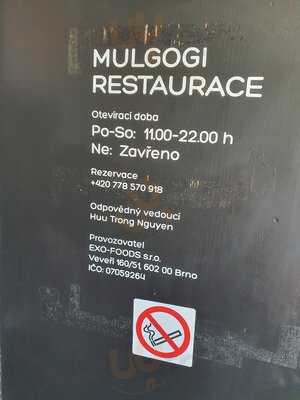 MULGOGI
RESTAURACE
Otevírací doba
Po-So: 11.00-22.00 h
Ne: Zavřeno
Rezervace
+420 778 570 918
Odpovědný vedoucí
Huu Trong Nguyen
Provozovatel
EXO-FOODS s.r.o.
Veveří 160/51, 602 00 Brno
IČO: 07059264